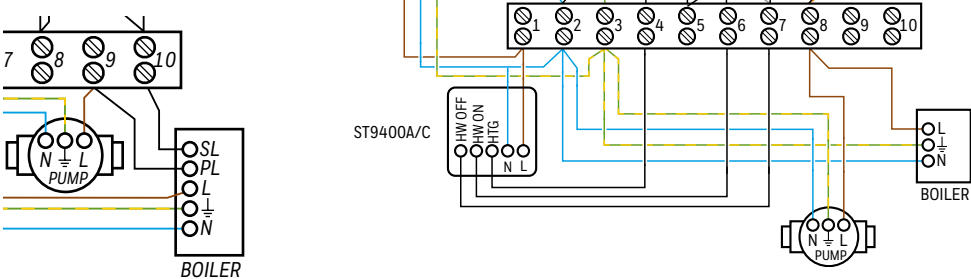 7 8 9 10
N L
PUMP
SL
PL
L
N
BOILER
1 2 3 4 5 6 7 8 9 10
ST9400A/C
HW OFF
HW ON
HTG
N L
L
N
BOILER
N L
PUMP